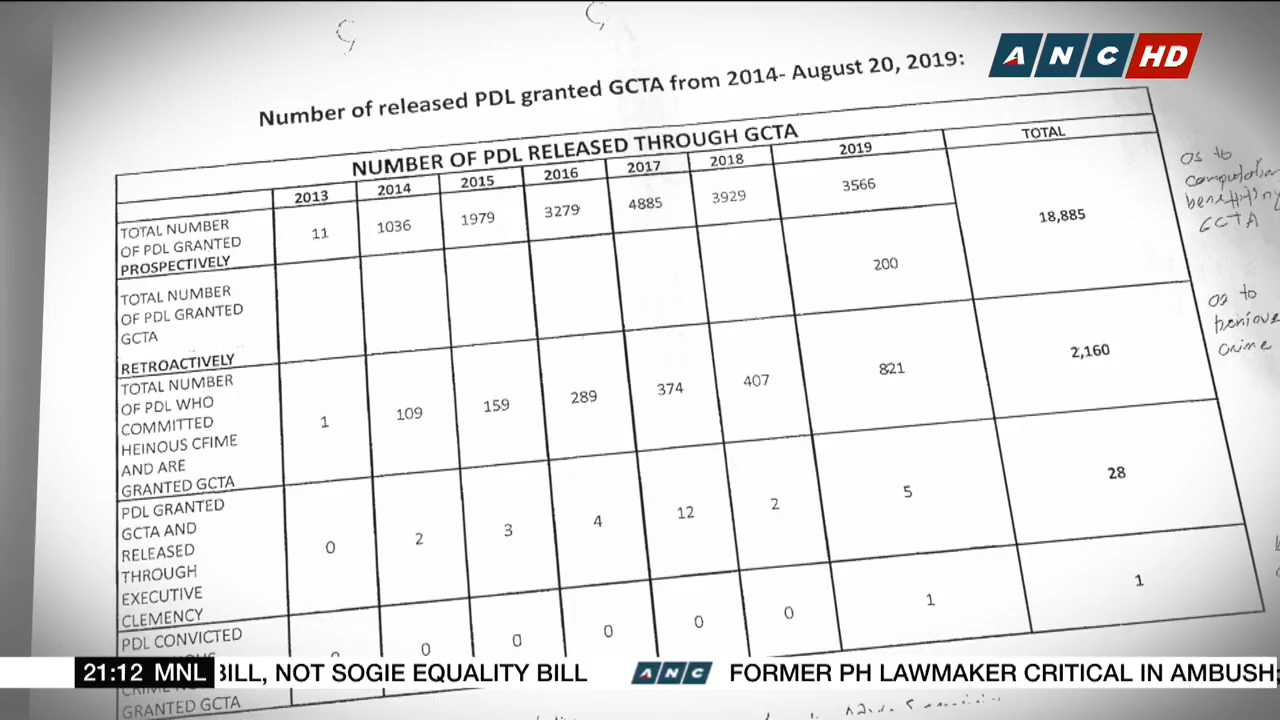 ANC HD
Number of released PDL granted GCTA from 2014- August 20, 2019:
NUMBER OF PDL RELEASED THROUGH GCTA
2013 2014 2015 2016 2017 2018 2019 TOTAL
TOTAL NUMBER
OF PDL GRANTED
PROSPECTIVELY
11 1036 1979 3279 4885 3929 3566 18,885
TOTAL NUMBER
OF PDL GRANTED
GCTA
RETROACTIVELY
200
TOTAL NUMBER
OF PDL WHO
COMMITTED
HEINOUS CFIME
AND ARE
GRANTED GCTA
1 109 159 289 374 407 821 2,160
PDL GRANTED
GCTA AND
RELEASED
THROUGH
EXECUTIVE
CLEMENCY
0 2 3 4 12 2 5 28
PDL CONVICTED
GRANTED GCTA
0 0 0 0 0 1 1
as to
computation
benefitting
GCTA
as to
heinous
crime
21:12 MNL BILL, NOT SOGIE EQUALITY BILL ANC FORMER PH LAWMAKER CRITICAL IN AMBUSH;